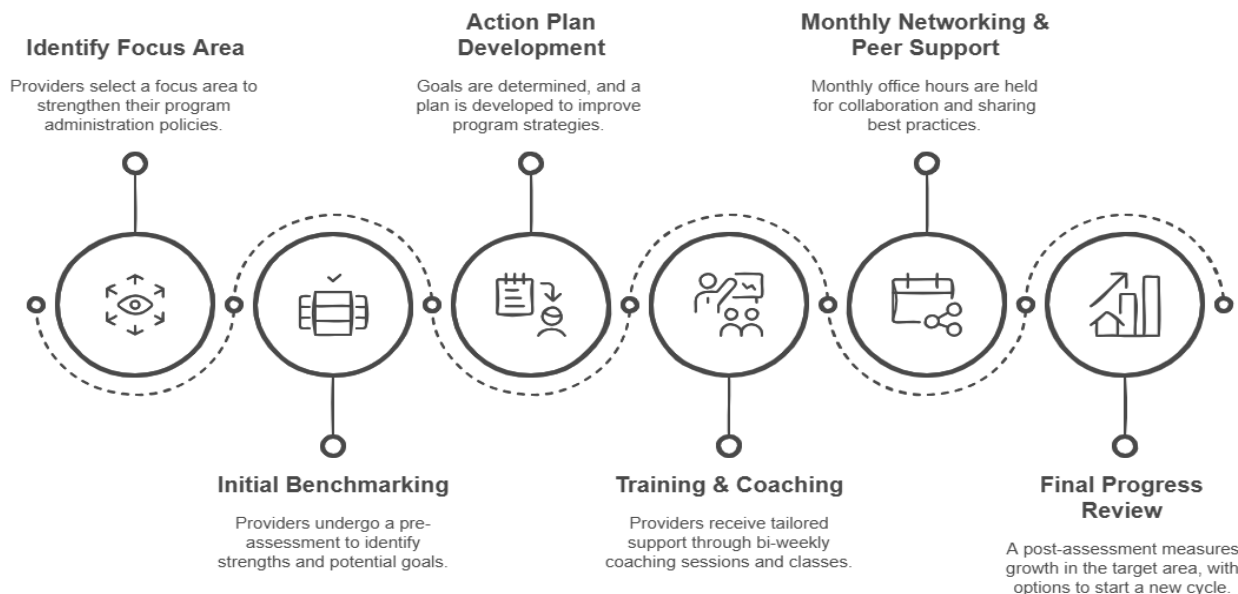 Identify Focus Area
Providers select a focus area to
strengthen their program
administration policies.
Initial Benchmarking
Providers undergo a pre-
assessment to identify
strengths and potential goals.
Action Plan
Development
Goals are determined, and a
plan is developed to improve
program strategies.
Training & Coaching
Providers receive tailored
support through bi-weekly
coaching sessions and classes.
Monthly Networking &
Peer Support
Monthly office hours are held
for collaboration and sharing
best practices.
Final Progress
Review
A post-assessment measures
growth in the target area, with
options to start a new cycle.